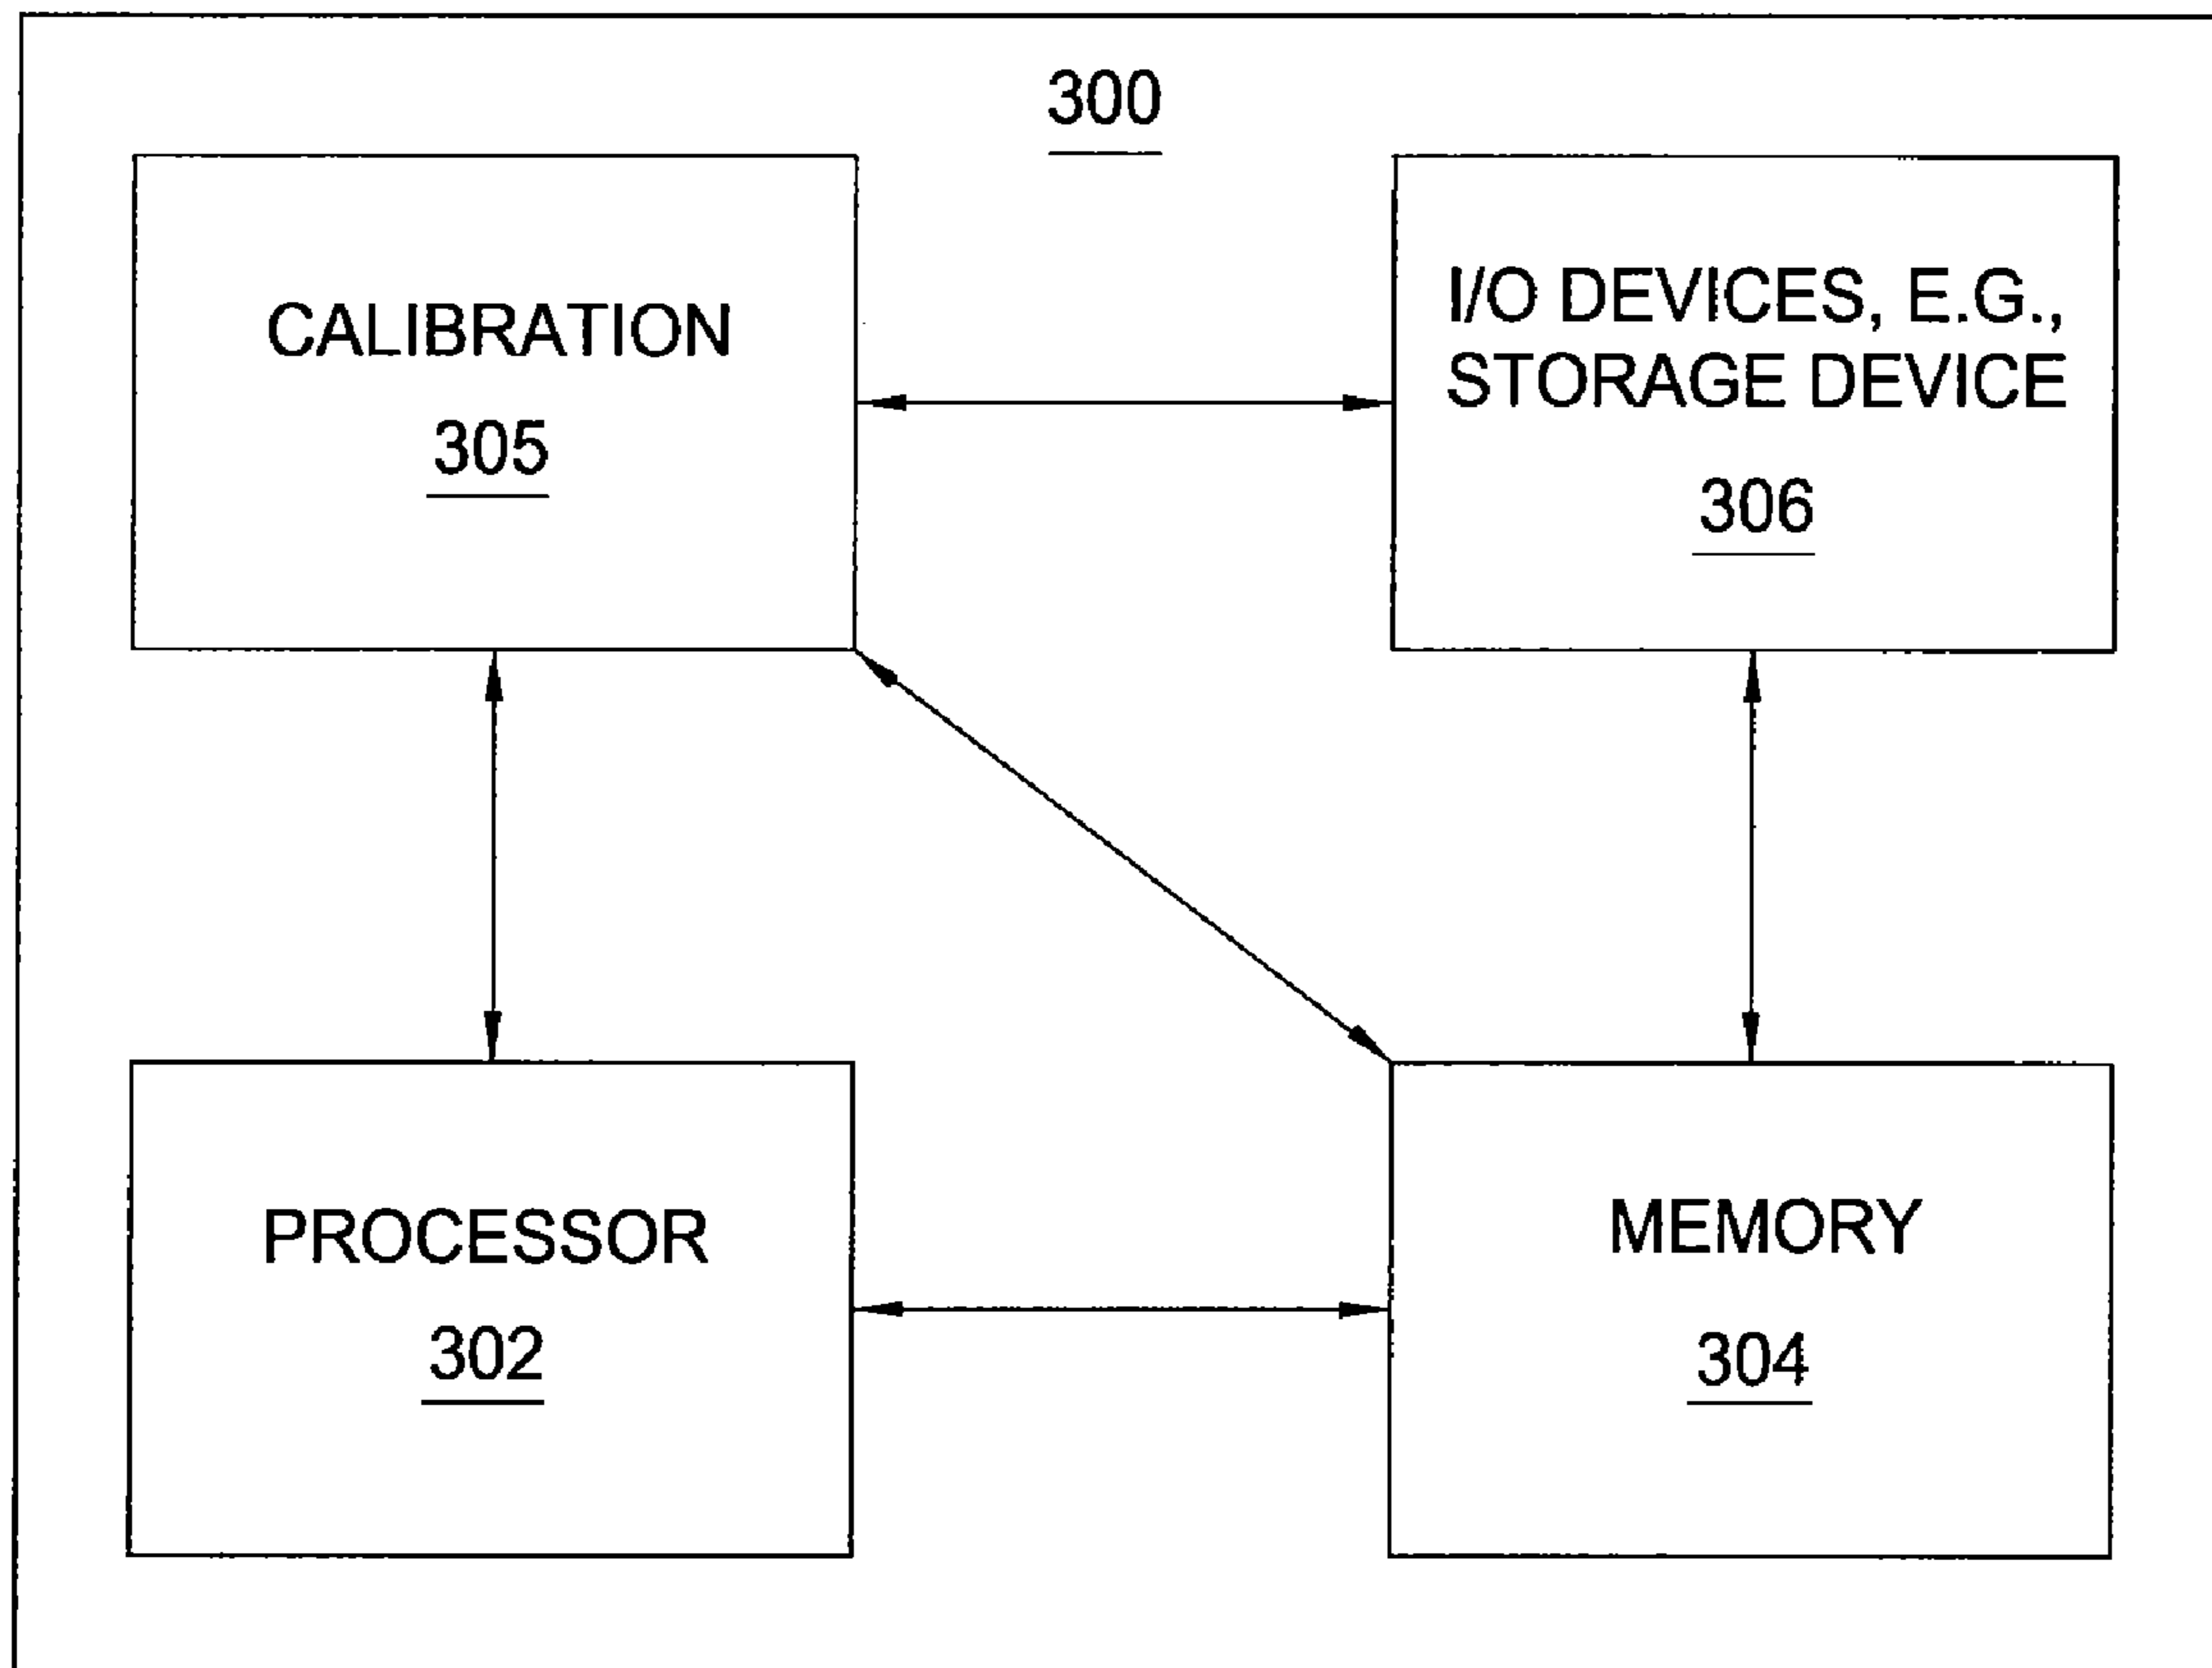 300
CALIBRATION
305
I/O DEVICES, E.G.,
STORAGE DEVICE
306
PROCESSOR
302
MEMORY
304